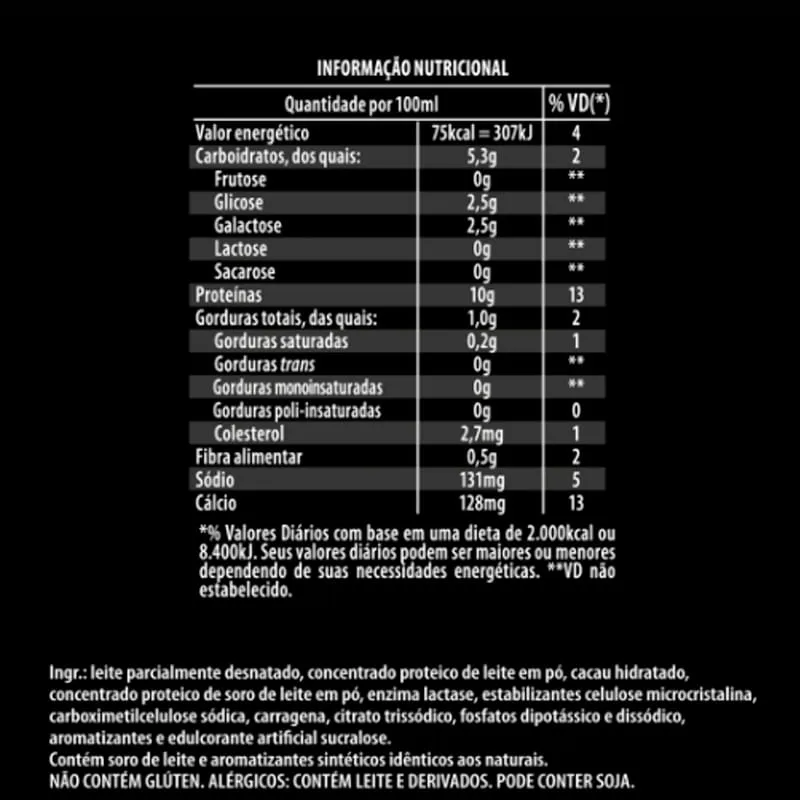 INFORMAÇÃO NUTRICIONAL
Quantidade por 100ml % VD(*)
Valor energético 75kcal = 307kJ 4
Carboidratos, dos quais: 5,3g 2
Frutose 0g **
Glicose 2,5g **
Galactose 2,5g **
Lactose 0g **
Sacarose 0g **
Proteínas 10g 13
Gorduras totais, das quais: 1,0g 2
Gorduras saturadas 0,2g 1
Gorduras trans 0g **
Gorduras monoinsaturadas 0g **
Gorduras poli-insaturadas 0g 0
Colesterol 2,7mg 1
Fibra alimentar 0,5g 2
Sódio 131mg 5
Cálcio 128mg 13
*% Valores Diários com base em uma dieta de 2.000kcal ou
8.400kJ. Seus valores diários podem ser maiores ou menores
dependendo de suas necessidades energéticas. **VD não
estabelecido.
Ingr.: leite parcialmente desnatado, concentrado proteico de leite em pó, cacau hidratado,
concentrado proteico de soro de leite em pó, enzima lactase, estabilizantes celulose microcristalina,
carboximetilcelulose sódica, carragena, citrato trissódico, fosfatos dipotássico e dissódico,
aromatizantes e edulcorante artificial sucralose.
Contém soro de leite e aromatizantes sintéticos idênticos aos naturais.
NÃO CONTÉM GLÚTEN. ALÉRGICOS: CONTÉM LEITE E DERIVADOS. PODE CONTER SOJA.